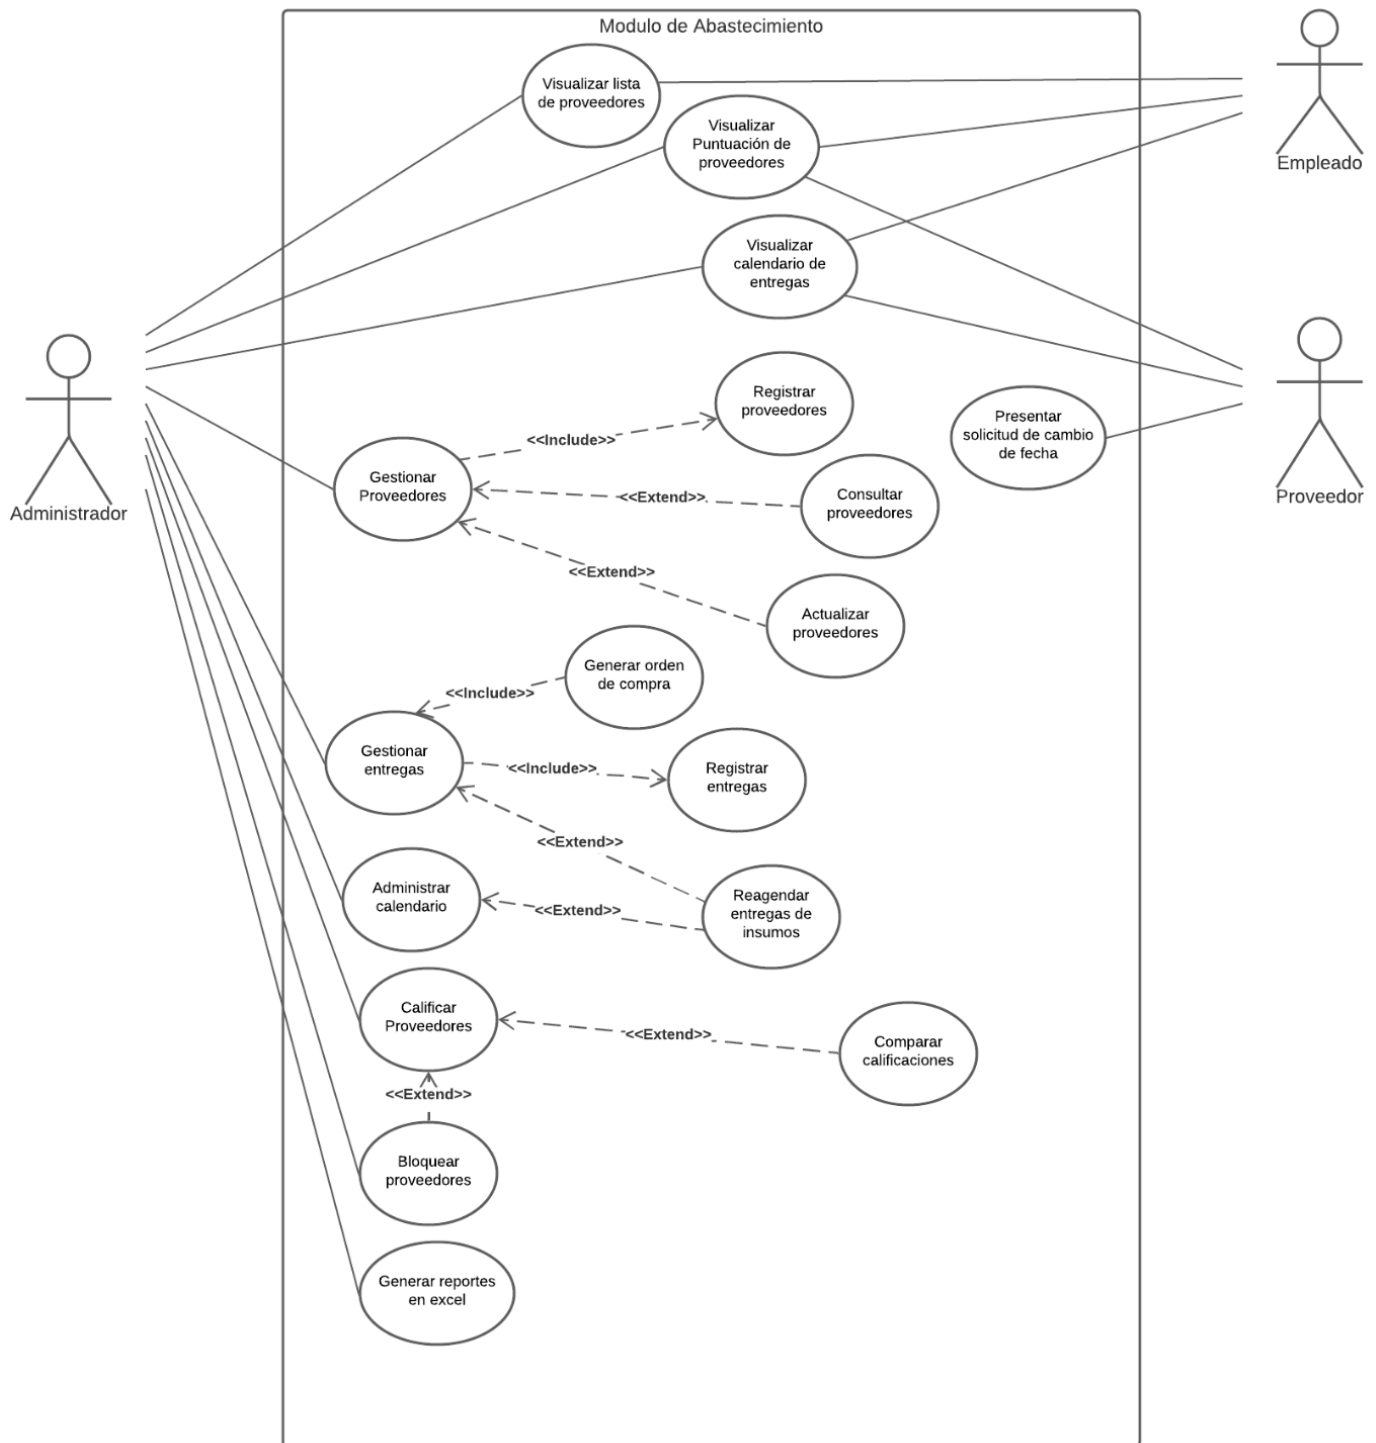 Modulo de Abastecimiento
Visualizar lista
de proveedores
Visualizar
Puntuación de
proveedores
Empleado
Visualizar
calendario de
entregas
Registrar
proveedores
Presentar
solicitud de cambio
de fecha
<<Include>>
Gestionar
Proveedores
<<Extend>>
Consultar
proveedores
Proveedor
Administrador
<<Extend>>
Actualizar
proveedores
Generar orden
de compra
<<Include>>
Gestionar
entregas
<<Include>>
Registrar
entregas
<<Extend>>
Administrar
calendario
<<Extend>>
Reagendar
entregas de
insumos
Calificar
Proveedores
<<Extend>>
Comparar
calificaciones
<<Extend>>
Bloquear
proveedores
Generar reportes
en excel